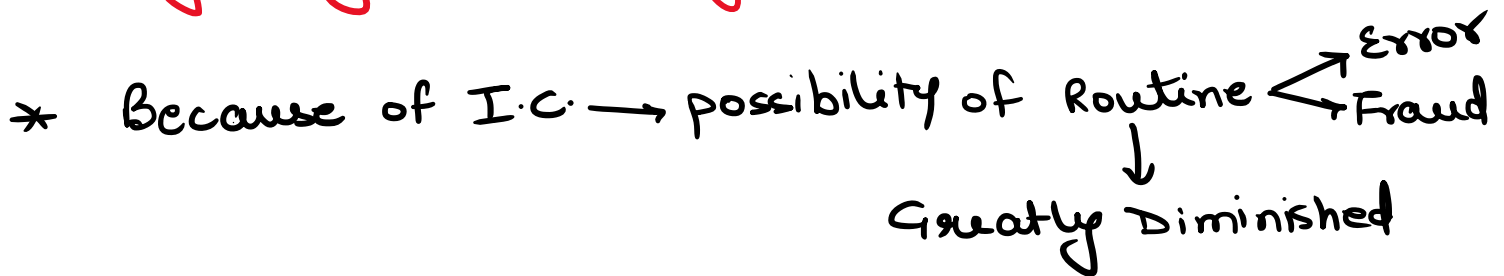 * Because of I.C. → possibility of Routine
Error
Fraud
Greatly Diminished